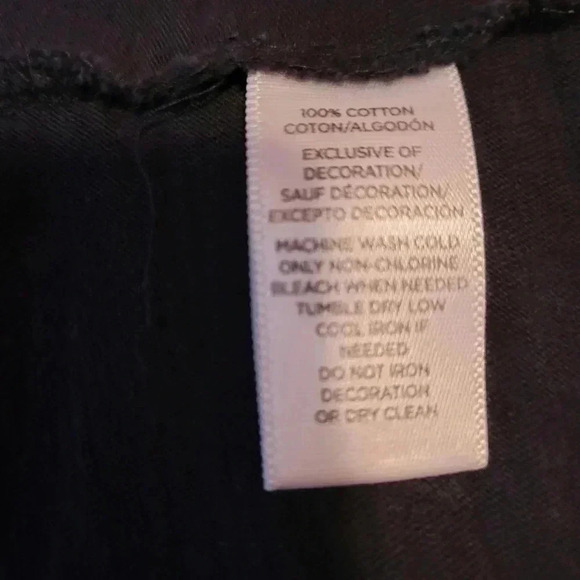 100% COTTON
COTON/ALGODÓN
EXCLUSIVE OF
DECORATION/
SAUF DÉCORATION/
EXCEPTO DECORACIÓN
MACHINE WASH COLD
ONLY NON-CHLORINE
BLEACH WHEN NEEDED
TUMBLE DRY LOW
COOL IRON IF
NEEDED
DO NOT IRON
DECORATION
OR DRY CLEAN